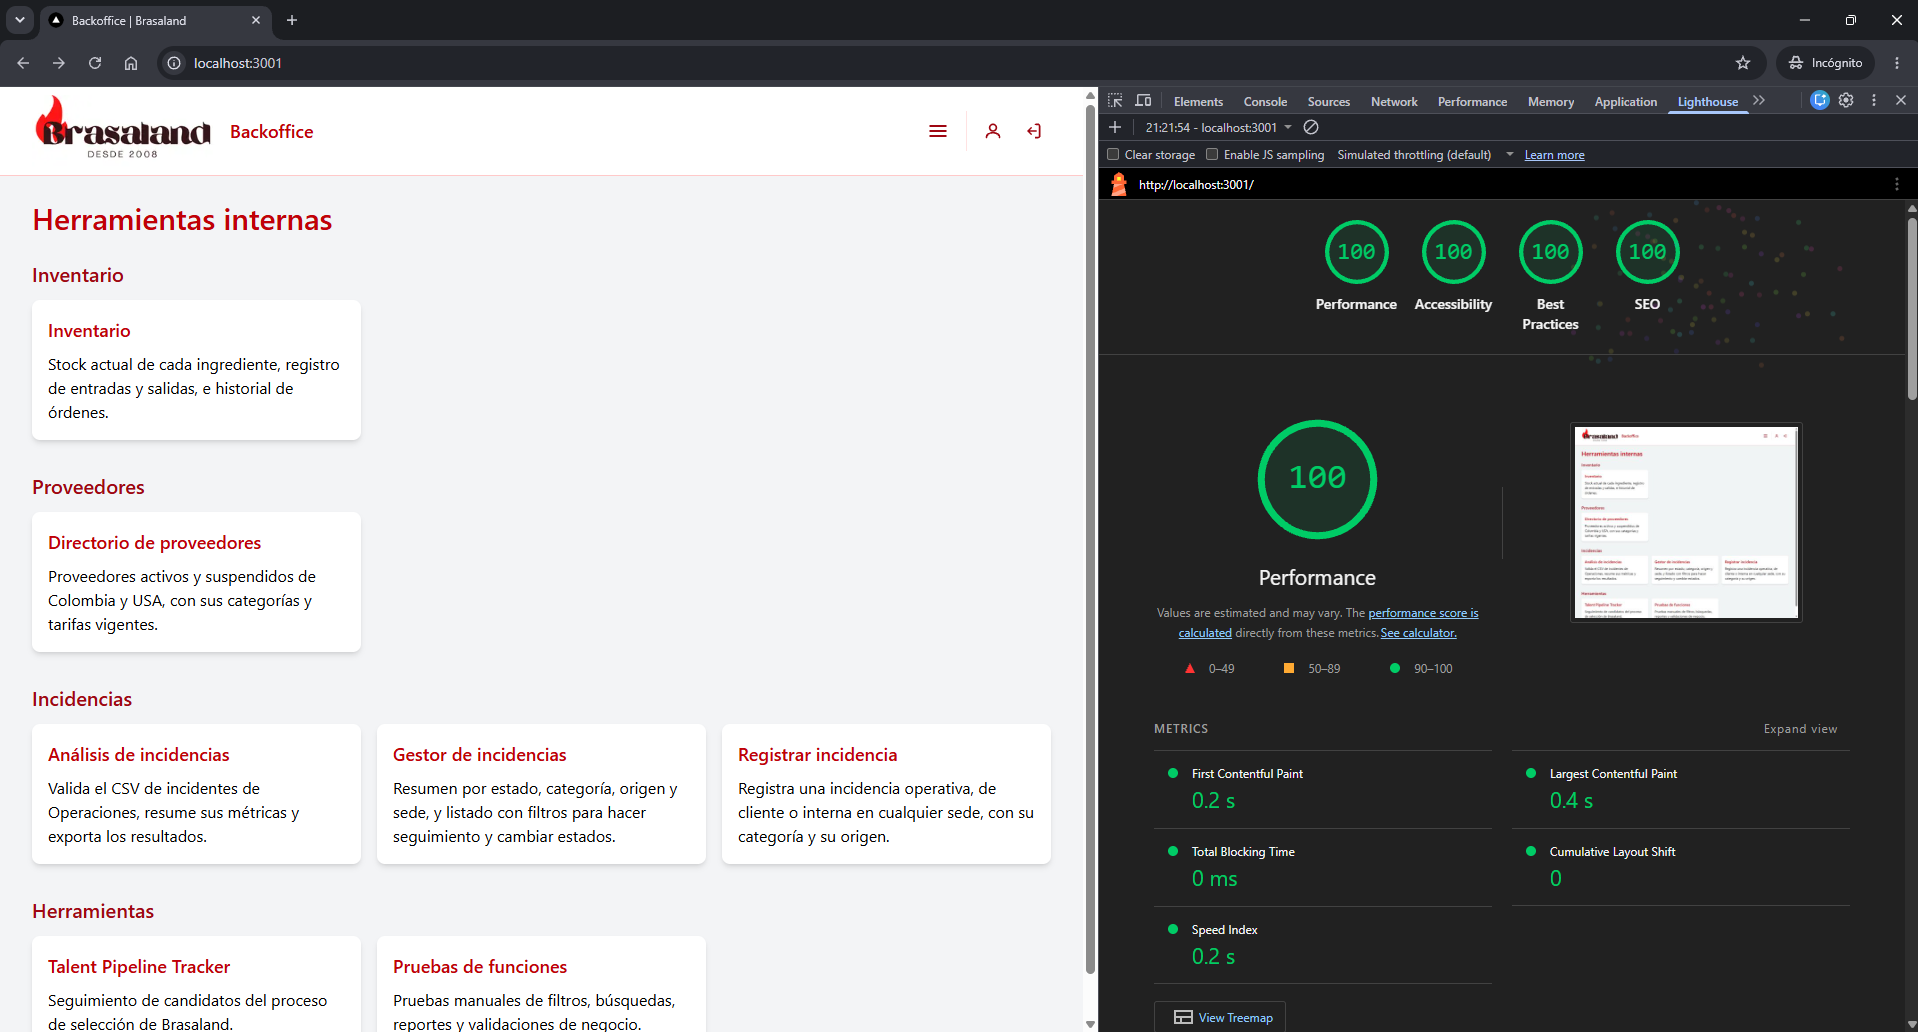 Backoffice | Brasaland
localhost:3001
Incógnito
Brasaland
DESDE 2008
Backoffice
Herramientas internas
Inventario
Inventario
Stock actual de cada ingrediente, registro
de entradas y salidas, e historial de
órdenes.
Proveedores
Directorio de proveedores
Proveedores activos y suspendidos de
Colombia y USA, con sus categorías y
tarifas vigentes.
Incidencias
Análisis de incidencias
Valida el CSV de incidentes de
Operaciones, resume sus métricas y
exporta los resultados.
Gestor de incidencias
Resumen por estado, categoría, origen y
sede, y listado con filtros para hacer
seguimiento y cambiar estados.
Registrar incidencia
Registra una incidencia operativa, de
cliente o interna en cualquier sede, con su
categoría y su origen.
Herramientas
Talent Pipeline Tracker
Seguimiento de candidatos del proceso
de selección de Brasaland.
Pruebas de funciones
Pruebas manuales de filtros, búsquedas,
reportes y validaciones de negocio.
Elements Console Sources Network Performance Memory Application Lighthouse
21:21:54 - localhost:3001
Clear storage Enable JS sampling Simulated throttling (default) Learn more
http://localhost:3001/
100 100 100 100
Performance Accessibility Best Practices SEO
100
Performance
Values are estimated and may vary. The performance score is
calculated directly from these metrics. See calculator.
0–49 50–89 90–100
METRICS Expand view
First Contentful Paint
0.2 s
Largest Contentful Paint
0.4 s
Total Blocking Time
0 ms
Cumulative Layout Shift
0
Speed Index
0.2 s
View Treemap